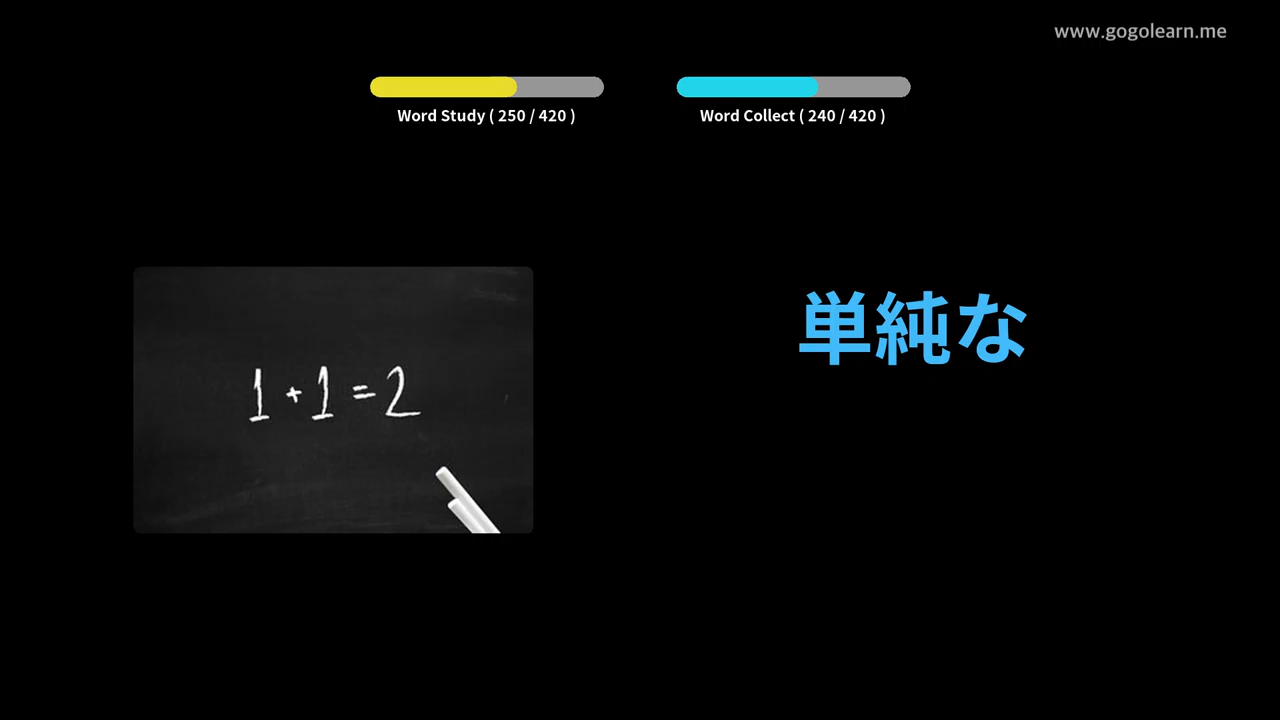 www.gogolearn.me
Word Study ( 250 / 420 )
Word Collect ( 240 / 420 )
1 + 1 = 2
単純な